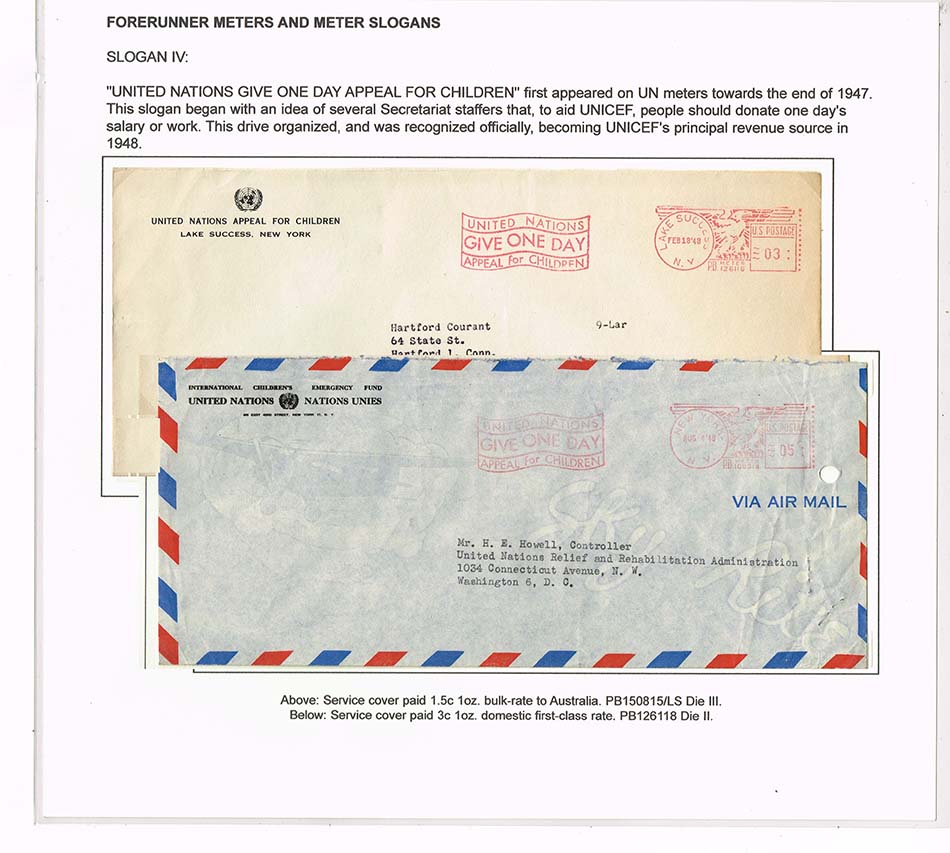 FORERUNNER METERS AND METER SLOGANS
SLOGAN IV:
"UNITED NATIONS GIVE ONE DAY APPEAL FOR CHILDREN" first appeared on UN meters towards the end of 1947.
This slogan began with an idea of several Secretariat staffers that, to aid UNICEF, people should donate one day's
salary or work. This drive organized, and was recognized officially, becoming UNICEF's principal revenue source in
1948.
UNITED NATIONS APPEAL FOR CHILDREN
LAKE SUCCESS, NEW YORK
UNITED NATIONS
GIVE ONE DAY
APPEAL for CHILDREN
LAKE SUCCESS
FEB 18'48
N. Y.
U.S. POSTAGE
03
P.B. METER
126118
Hartford Courant
9-Lar
64 State St.
Hartford 1, Conn.
INTERNATIONAL CHILDREN'S EMERGENCY FUND
UNITED NATIONS NATIONS UNIES
UNITED NATIONS
GIVE ONE DAY
APPEAL for CHILDREN
NEW YORK
N. Y.
U.S. POSTAGE
05
P.B.
VIA AIR MAIL
Sky
Mr. H. E. Howell, Controller
United Nations Relief and Rehabilitation Administration
1034 Connecticut Avenue, N. W.
Washington 6, D. C.
Above: Service cover paid 1.5c 1oz. bulk-rate to Australia. PB150815/LS Die III.
Below: Service cover paid 3c 1oz. domestic first-class rate. PB126118 Die II.